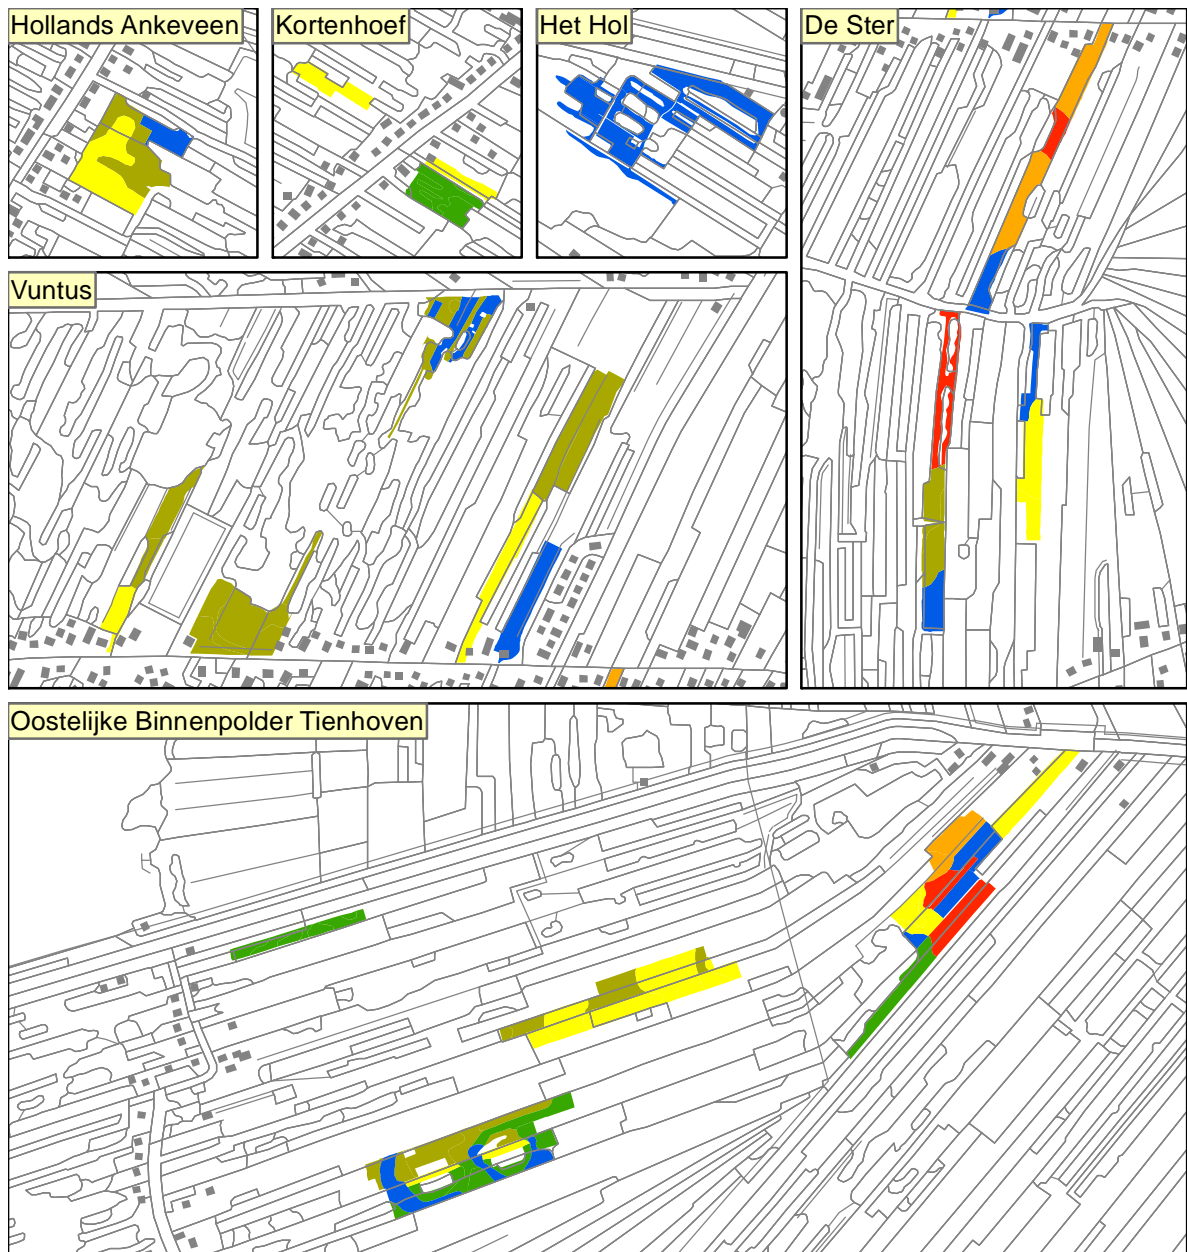 Hollands Ankeveen
Kortenhoef
Het Hol
De Ster
Vuntus
Oostelijke Binnenpolder Tienhoven